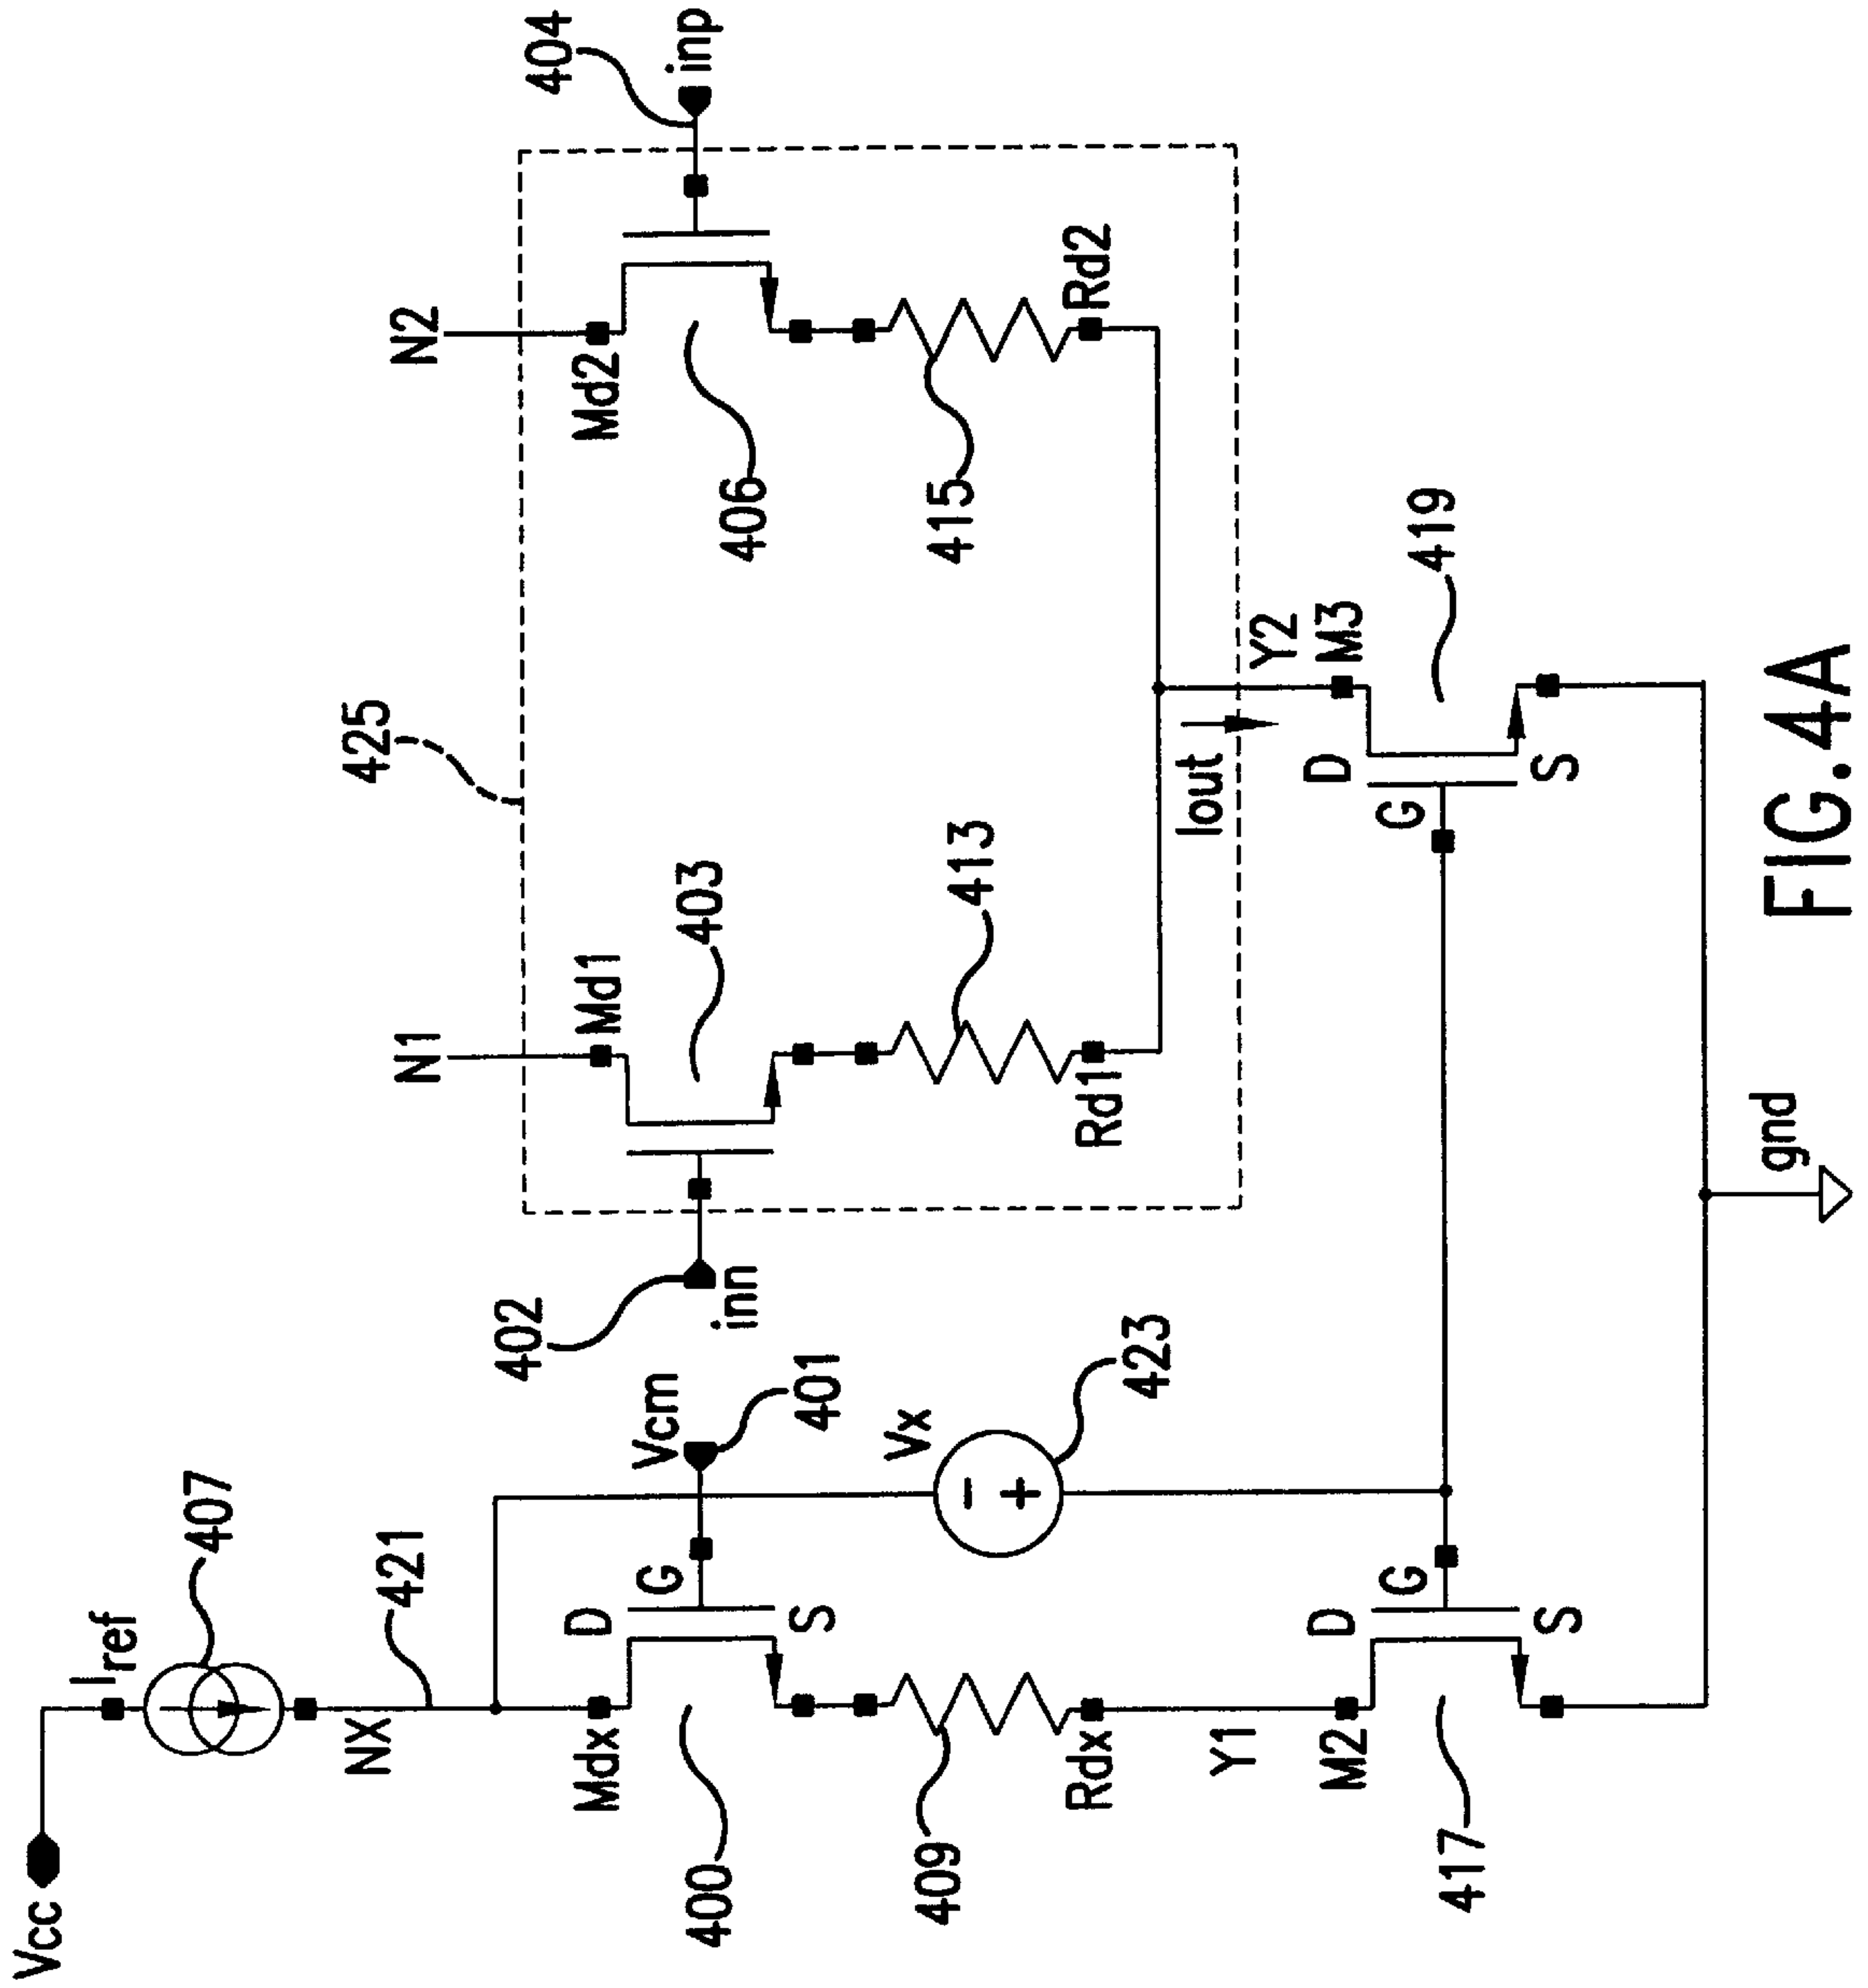 Vcc
Iref
407
NX
421
Mdx
D
G
S
400
Vcm
401
409
Rdx
Vx
-
+
423
Y1
M2
D
G
S
417
425
N1
Md1
403
402
inn
413
Rd1
N2
Md2
406
404
inp
415
Rd2
Iout
Y2
M3
D
G
S
419
gnd
FIG.4A